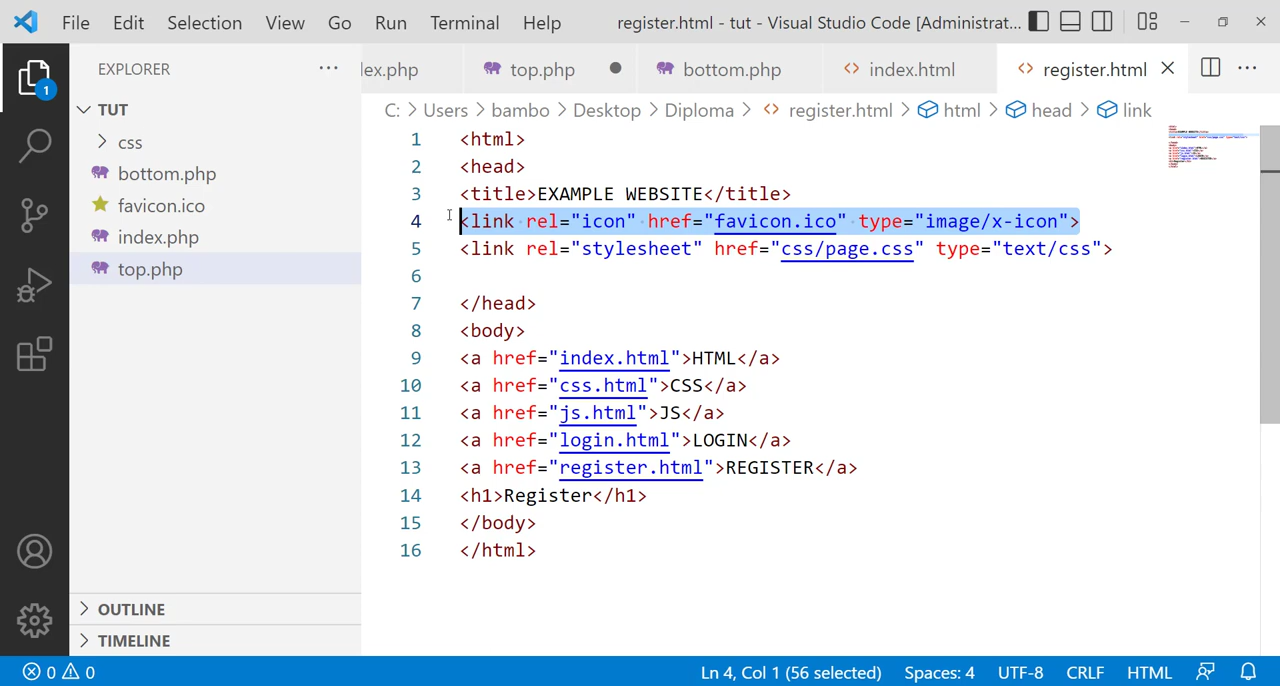 File Edit Selection View Go Run Terminal Help register.html - tut - Visual Studio Code [Administrat...
EXPLORER ··· lex.php top.php bottom.php index.html register.html
C: > Users > bambo > Desktop > Diploma > register.html > html > head > link
1
TUT
css
bottom.php
favicon.ico
index.php
top.php
1 <html>
2 <head>
3 <title>EXAMPLE WEBSITE</title>
4 <link rel="icon" href="favicon.ico" type="image/x-icon">
5 <link rel="stylesheet" href="css/page.css" type="text/css">
6
7 </head>
8 <body>
9 <a href="index.html">HTML</a>
10 <a href="css.html">CSS</a>
11 <a href="js.html">JS</a>
12 <a href="login.html">LOGIN</a>
13 <a href="register.html">REGISTER</a>
14 <h1>Register</h1>
15 </body>
16 </html>
OUTLINE
TIMELINE
0 0 Ln 4, Col 1 (56 selected) Spaces: 4 UTF-8 CRLF HTML